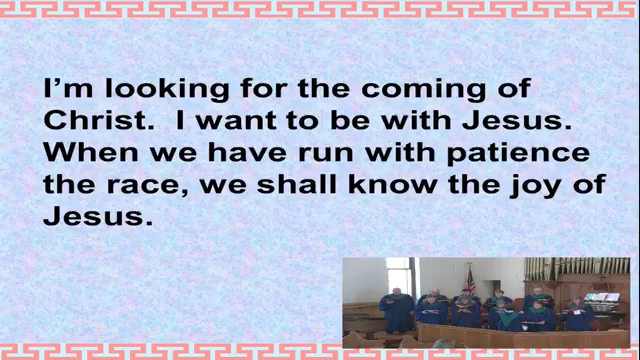 I’m looking for the coming of
Christ.  I want to be with Jesus.
When we have run with patience
the race, we shall know the joy of
Jesus.